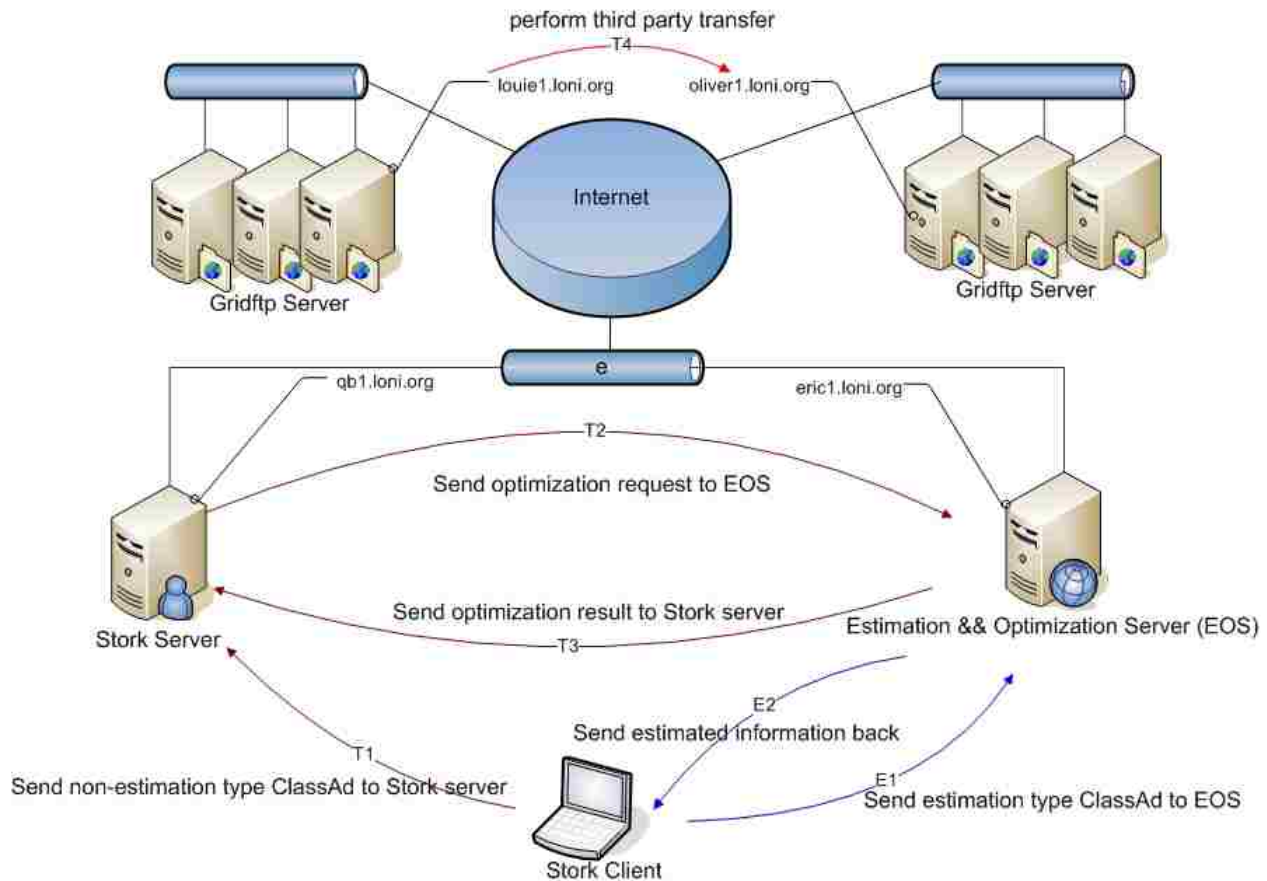 perform third party transfer
T4
louie1.loni.org
oliver1.loni.org
Internet
Gridftp Server
Gridftp Server
e
qb1.loni.org
eric1.loni.org
T2
Send optimization request to EOS
Send optimization result to Stork server
Stork Server
T3
Estimation && Optimization Server (EOS)
E2
Send estimated information back
T1
Send non-estimation type ClassAd to Stork server
E1
Send estimation type ClassAd to EOS
Stork Client